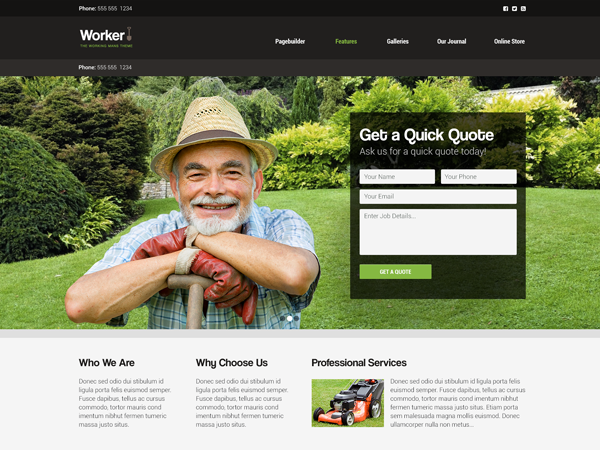 Phone: 555 555 1234
Worker
THE WORKING MANS THEME
Pagebuilder
Features
Galleries
Our Journal
Online Store
Phone: 555 555 1234
Get a Quick Quote
Ask us for a quick quote today!
Your Name
Your Phone
Your Email
Enter Job Details...
GET A QUOTE
Who We Are
Donec sed odio dui stibulum id
ligula porta felis euismod semper.
Fusce dapibus, tellus ac cursus
commodo, tortor mauris cond
imentum nibhut fermen tumeric
massa justo situs.
Why Choose Us
Donec sed odio dui stibulum id
ligula porta felis euismod
semper. Fusce dapibus, tellus
ac cursus commodo, tortor
mauris cond imentum nibhut
fermen tumeric massa justo
situs.
Professional Services
Donec sed odio dui stibulum id ligula porta felis
euismod semper. Fusce dapibus, tellus ac cursus
commodo, tortor mauris cond imentum nibhut
fermen tumeric massa justo situs. Etiam porta
sem malesuada magna mollis euismod. Donec
ullamcorper nulla non metus...